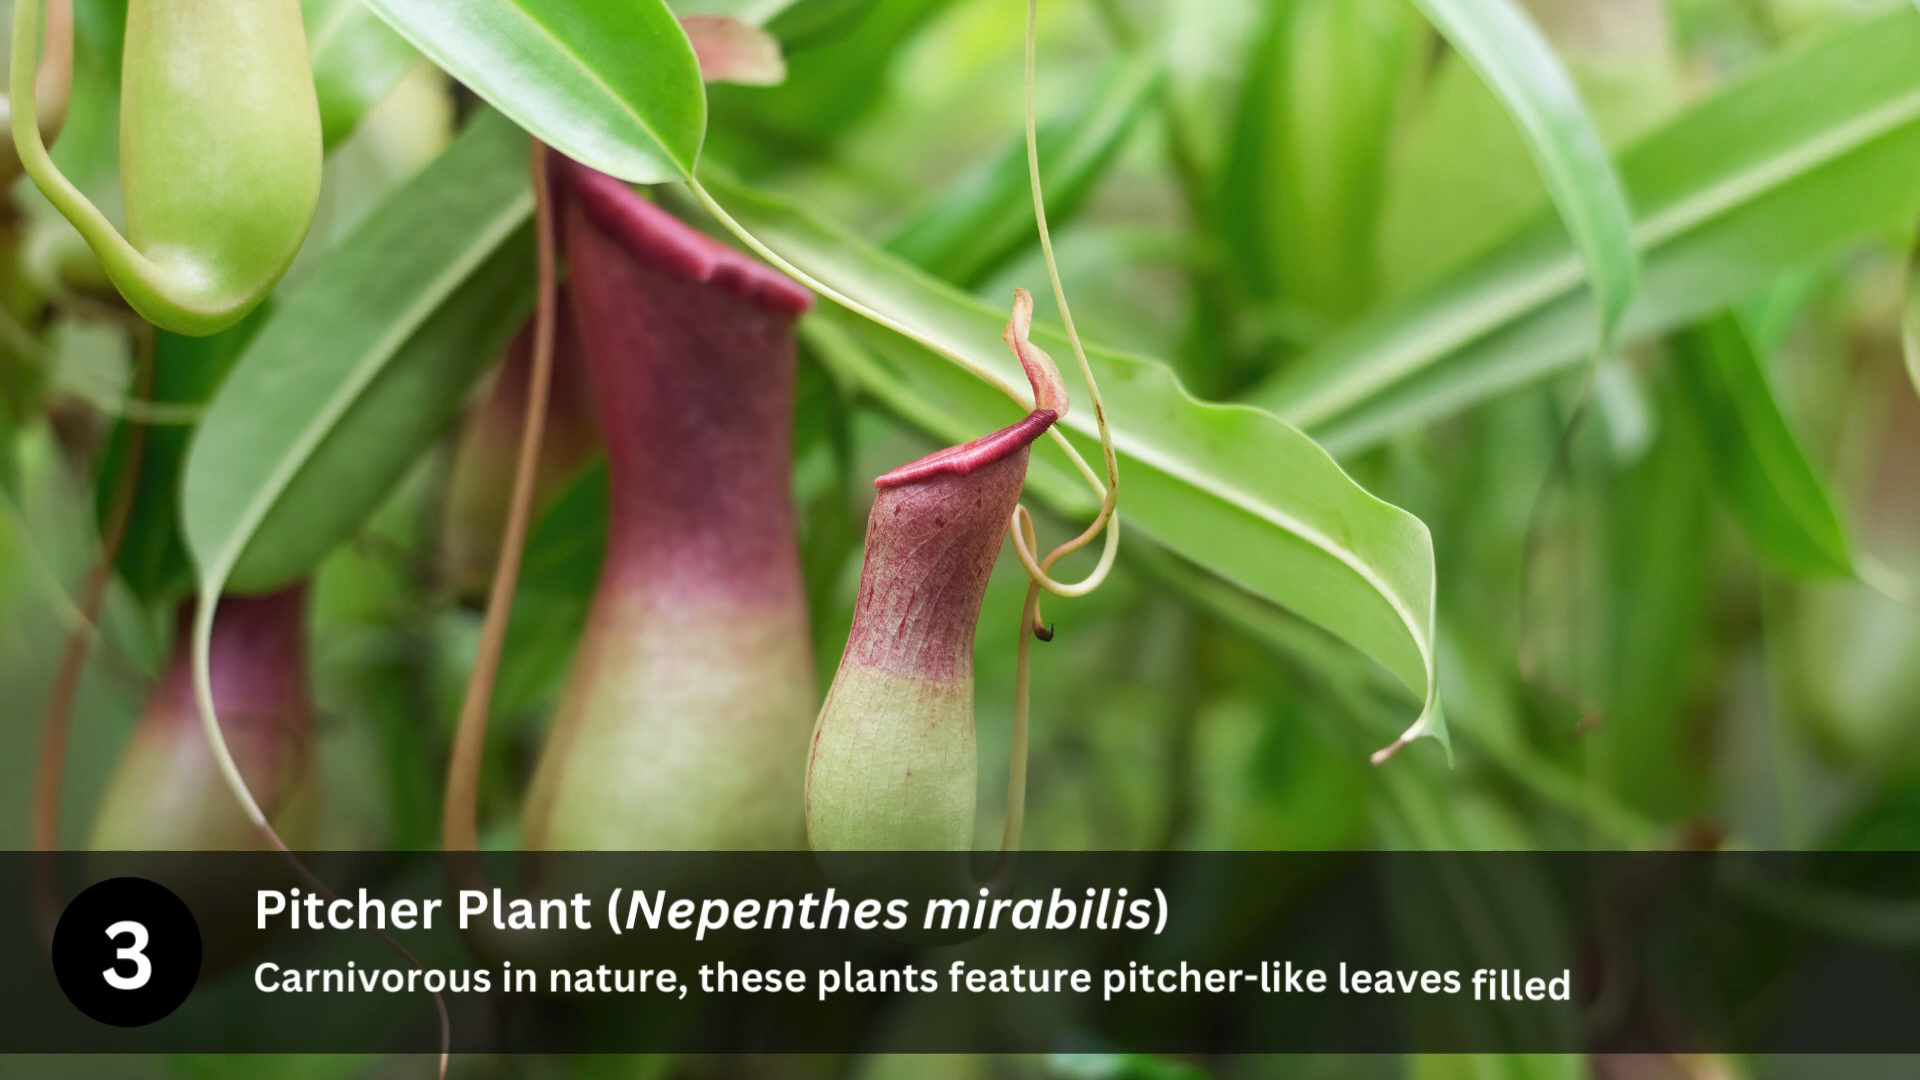 3
Pitcher Plant (Nepenthes mirabilis)
Carnivorous in nature, these plants feature pitcher-like leaves filled